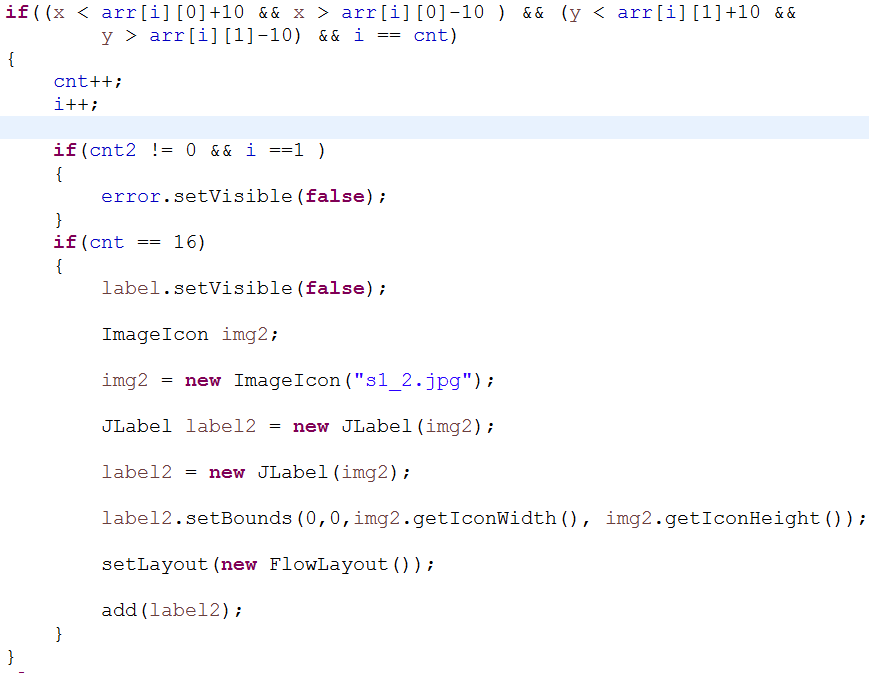 if((x < arr[i][0]+10 && x > arr[i][0]-10 ) && (y < arr[i][1]+10 &&
        y > arr[i][1]-10) && i == cnt)
{
    cnt++;
    i++;

    if(cnt2 != 0 && i ==1 )
    {
        error.setVisible(false);
    }
    if(cnt == 16)
    {
        label.setVisible(false);

        ImageIcon img2;

        img2 = new ImageIcon("s1_2.jpg");

        JLabel label2 = new JLabel(img2);

        label2 = new JLabel(img2);

        label2.setBounds(0,0,img2.getIconWidth(), img2.getIconHeight());

        setLayout(new FlowLayout());

        add(label2);
    }
}